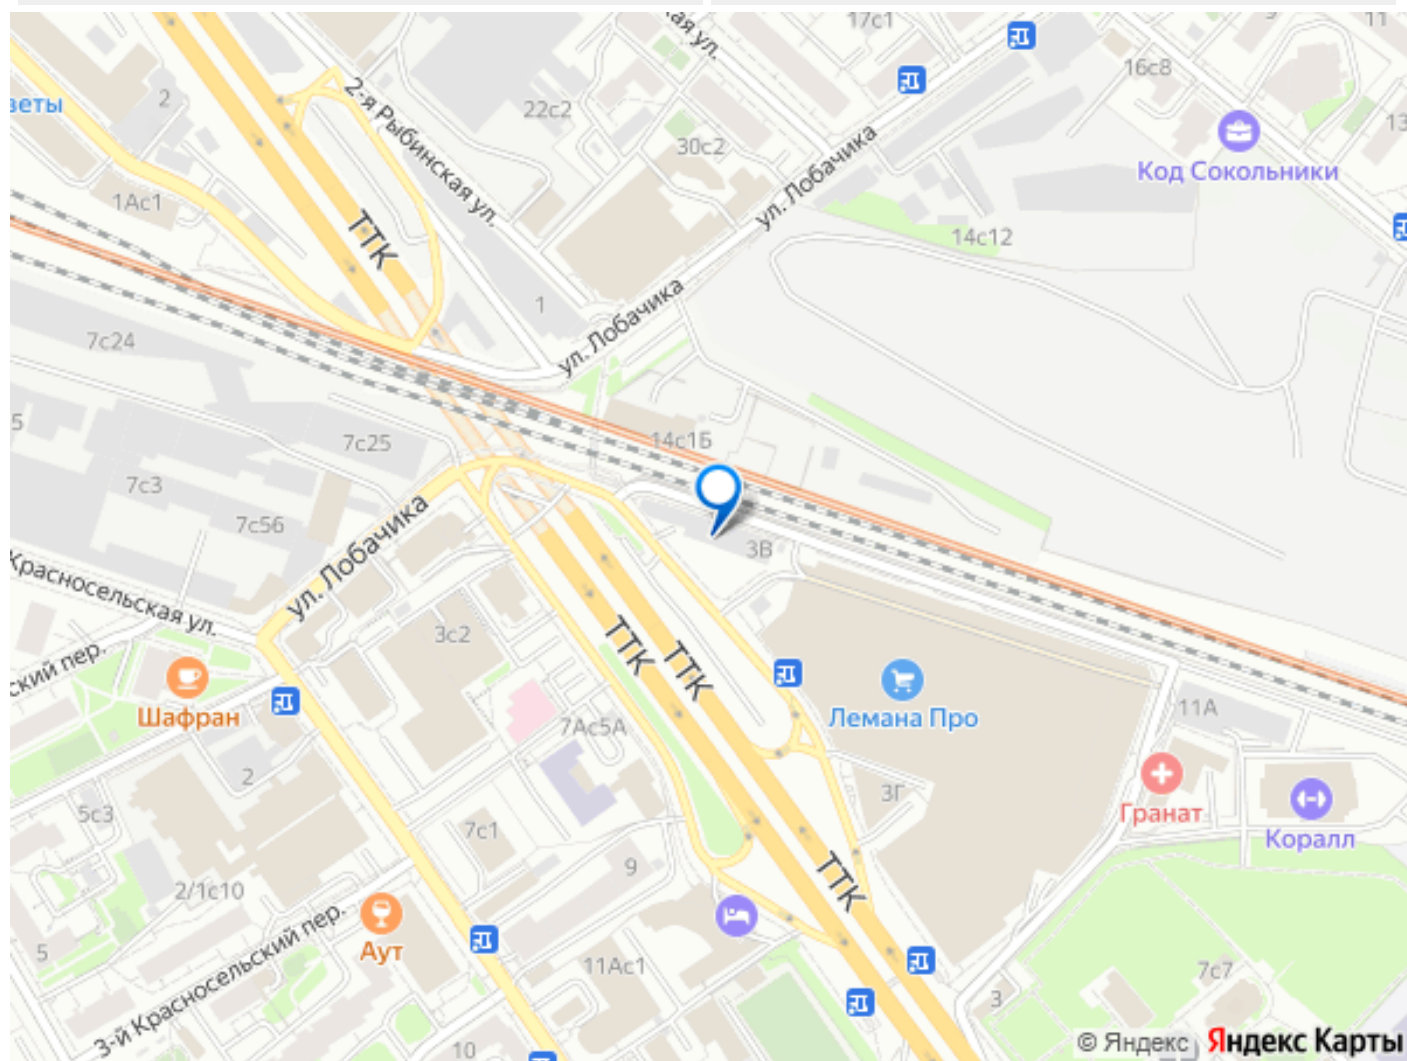 кая ул.
17с1
9
11
16с8
2
веты
2-я Рыбинская ул.
22с2
30с2
ул. Лобачика
13
Код Сокольники
1Ас1
ТТК
14с12
1
ул. Лобачика
7с24
5
7с25
14с1Б
7с3
7с56
ул. Лобачика
3В
Красносельская ул.
3с2
ТТК
ТТК
ский пер.
Шафран
Лемана Про
11А
7Ас5А
2
3Г
Гранат
5с3
7с1
Коралл
9
ТТК
2/1с10
3-й Красносельский пер.
Аут
5
11Ас1
7с7
3
10
© Яндекс Яндекс Карты